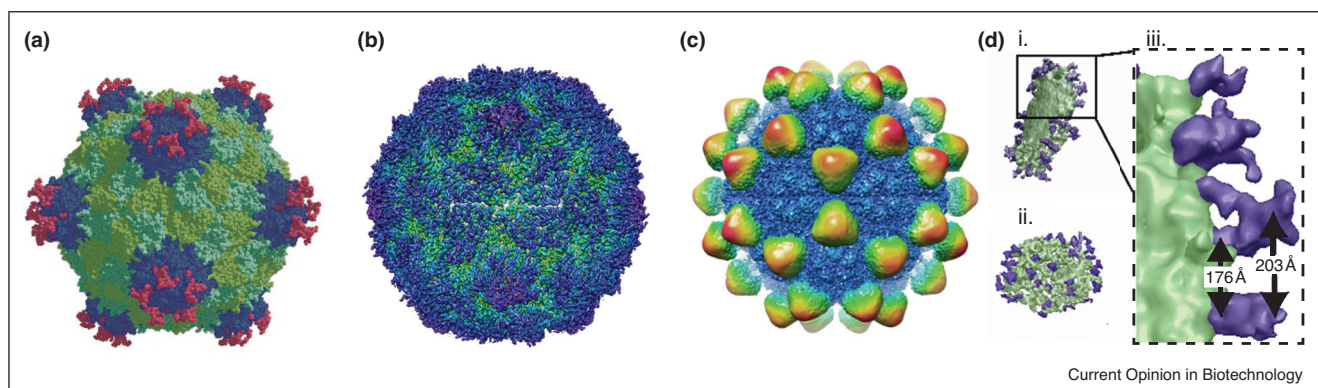 (a)
(b)
(c)
(d) i.
iii.
ii.
176 Å
203 Å
Current Opinion in Biotechnology